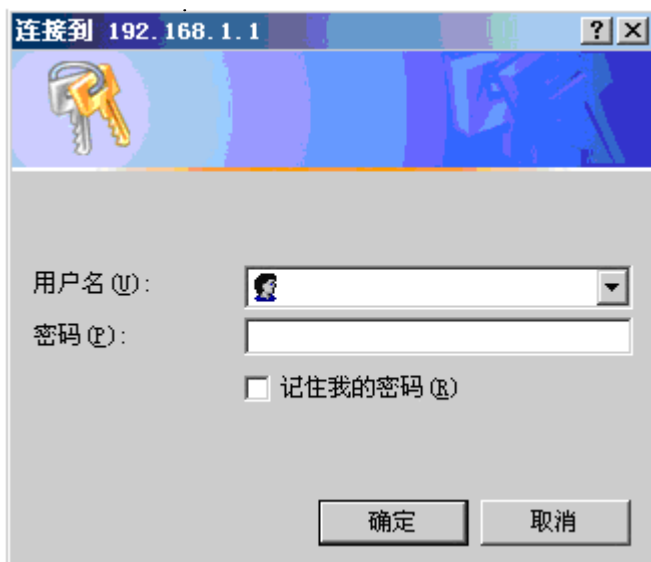 连接到 192.168.1.1
用户名(U):
密码(P):
记住我的密码(R)
确定 取消